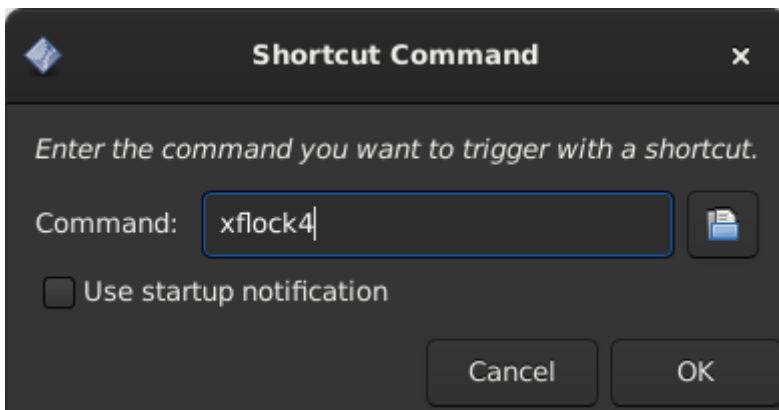 Shortcut Command
Enter the command you want to trigger with a shortcut.
Command: xflock4
Use startup notification
Cancel OK